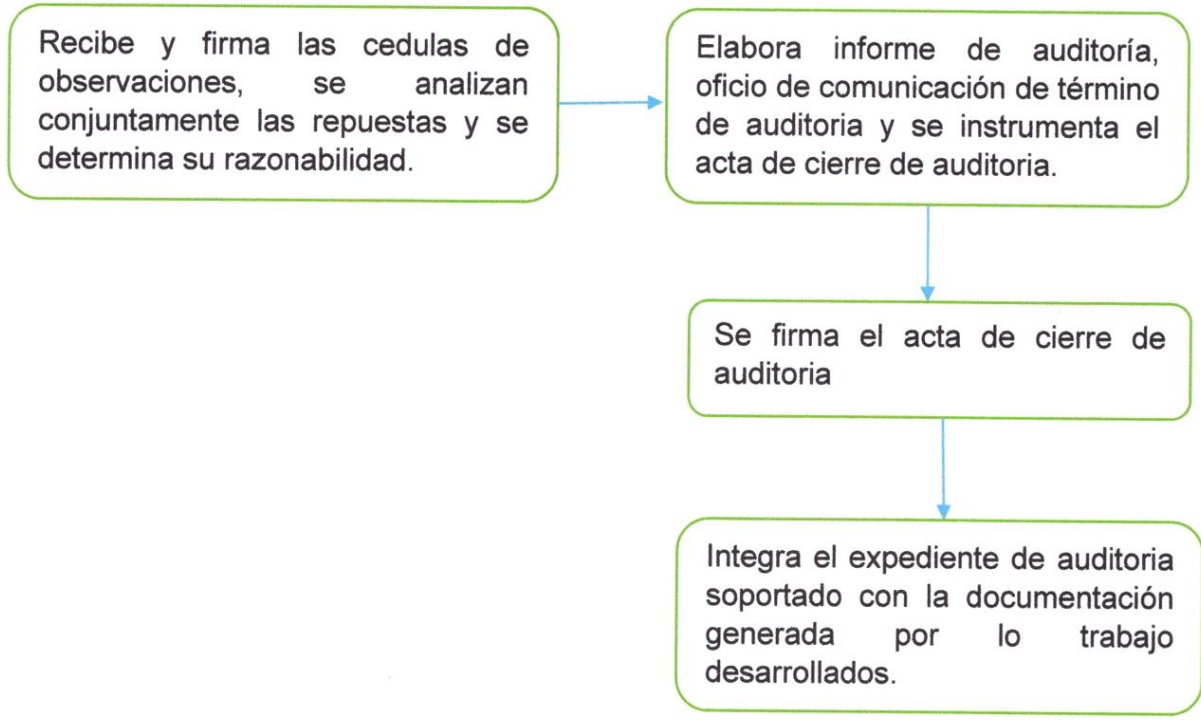 Recibe y firma las cedulas de
observaciones, se analizan
conjuntamente las repuestas y se
determina su razonabilidad.
Elabora informe de auditoría,
oficio de comunicación de término
de auditoria y se instrumenta el
acta de cierre de auditoria.
Se firma el acta de cierre de
auditoria
Integra el expediente de auditoria
soportado con la documentación
generada por lo trabajo
desarrollados.